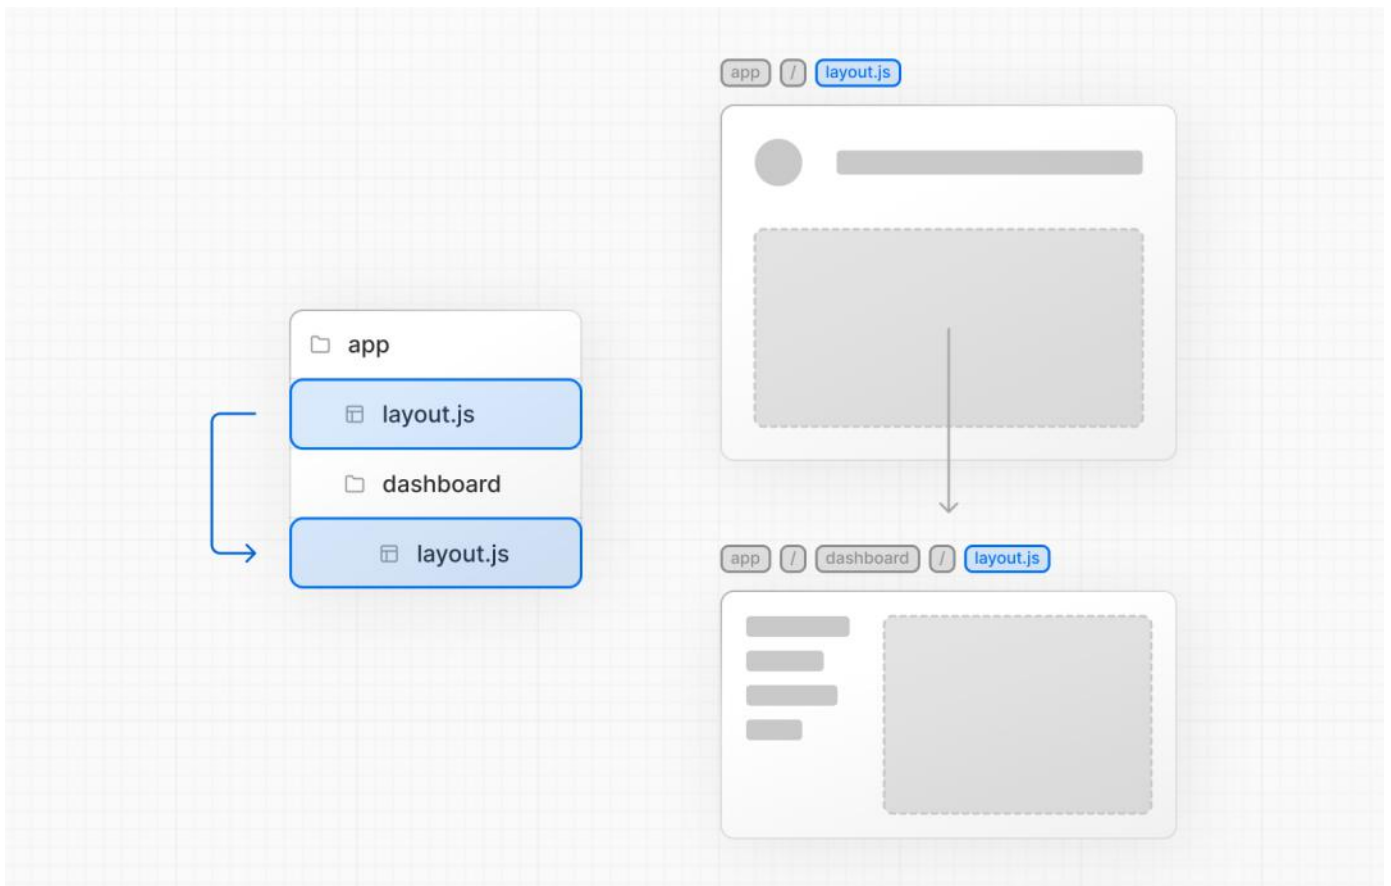 app / layout.js
app
layout.js
dashboard
layout.js
app / dashboard / layout.js